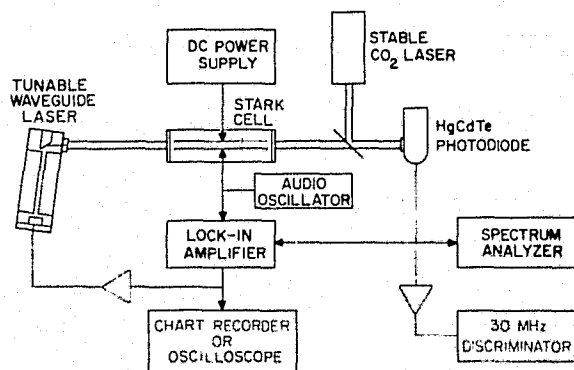 DC POWER
SUPPLY
STABLE
CO₂ LASER
TUNABLE
WAVEGUIDE
LASER
STARK
CELL
HgCdTe
PHOTODIODE
AUDIO
OSCILLATOR
LOCK-IN
AMPLIFIER
SPECTRUM
ANALYZER
CHART RECORDER
OR
OSCILLOSCOPE
30 MHz
DISCRIMINATOR